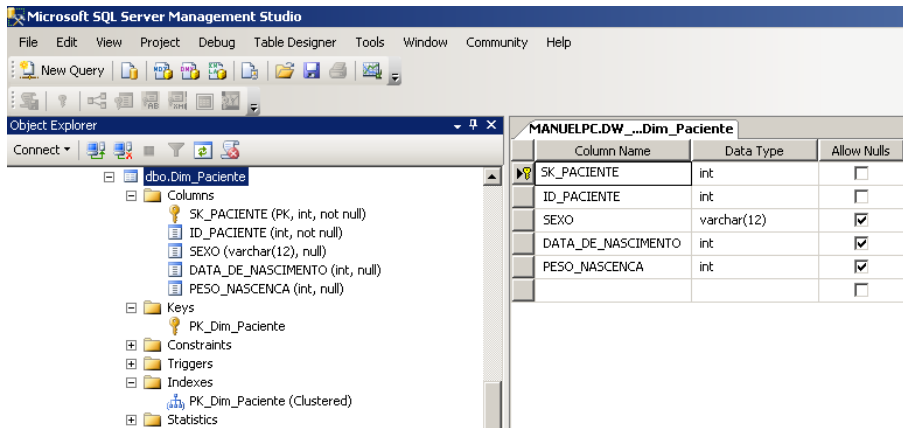 Microsoft SQL Server Management Studio
File Edit View Project Debug Table Designer Tools Window Community Help
New Query
Object Explorer
Connect
dbo.Dim_Paciente
Columns
SK_PACIENTE (PK, int, not null)
ID_PACIENTE (int, not null)
SEXO (varchar(12), null)
DATA_DE_NASCIMENTO (int, null)
PESO_NASCENCA (int, null)
Keys
PK_Dim_Paciente
Constraints
Triggers
Indexes
PK_Dim_Paciente (Clustered)
Statistics
MANUELPC.DW_...Dim_Paciente
Column Name Data Type Allow Nulls
SK_PACIENTE int
ID_PACIENTE int
SEXO varchar(12)
DATA_DE_NASCIMENTO int
PESO_NASCENCA int